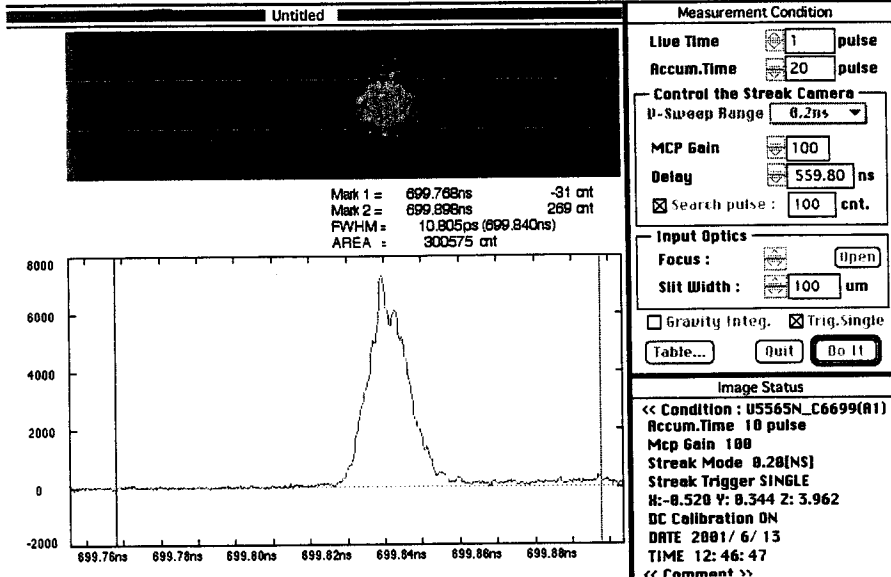 Untitled
Mark 1 = 699.768ns -31 cnt
Mark 2 = 699.898ns 269 cnt
FWHM = 10.805ps (699.840ns)
AREA = 300575 cnt
8000
6000
4000
2000
0
-2000
699.76ns 699.78ns 699.80ns 699.82ns 699.84ns 699.86ns 699.88ns
Measurement Condition
Live Time 1 pulse
Accum.Time 20 pulse
Control the Streak Camera
V-Sweep Range 0.2ns
MCP Gain 100
Delay 559.80 ns
Search pulse : 100 cnt.
Input Optics
Focus : Open
Slit Width : 100 um
Gravity Integ. Trig.Single
Table... Quit Do It
Image Status
<< Condition : U5565N_C6699(A1)
Accum.Time 10 pulse
Mcp Gain 100
Streak Mode 0.20[NS]
Streak Trigger SINGLE
X:-0.520 Y: 0.344 Z: 3.962
DC Calibration ON
DATE 2001/ 6/ 13
TIME 12: 46: 47
<< Comment >>